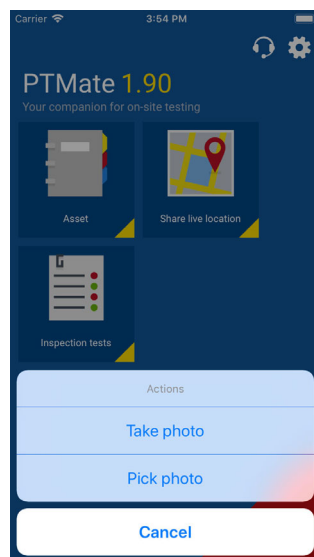 Carrier 3:54 PM
PTMate 1.90
Your companion for on-site testing
Asset Share live location
Inspection tests
Actions
Take photo
Pick photo
Cancel